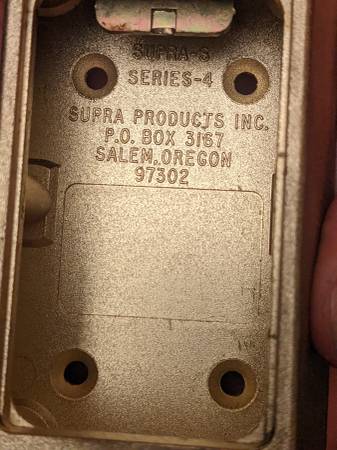 SUPRA-S
SERIES-4
SUPRA PRODUCTS INC.
P.O. BOX 3167
SALEM, OREGON
97302